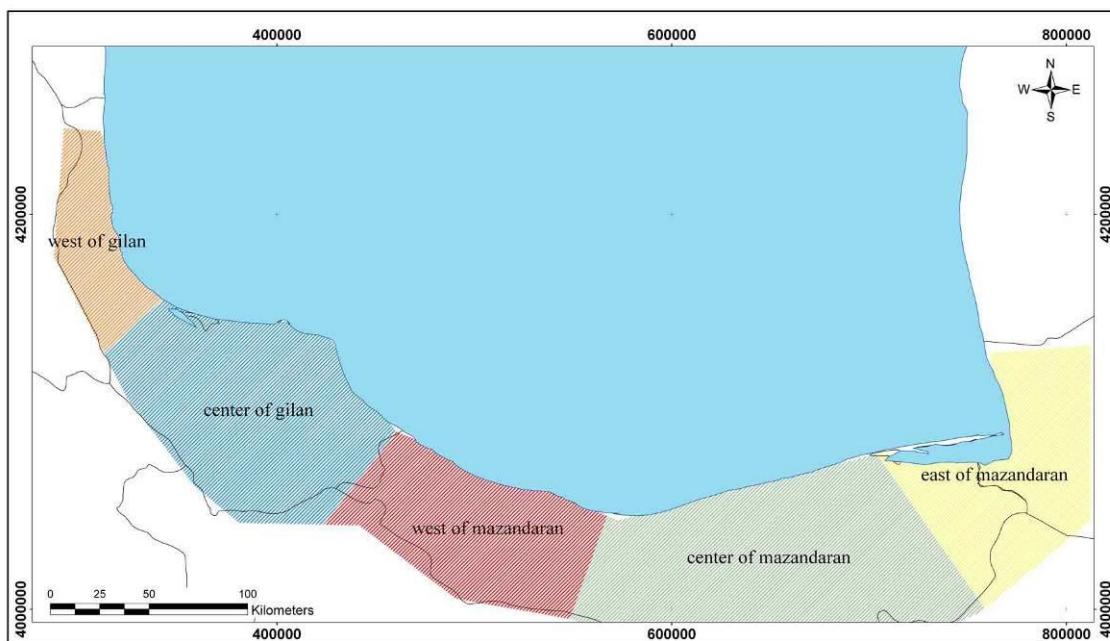 400000 600000 800000
N
W E
S
4200000 4200000
west of gilan
center of gilan
east of mazandaran
west of mazandaran
center of mazandaran
0 25 50 100
Kilometers
4000000 4000000
400000 600000 800000